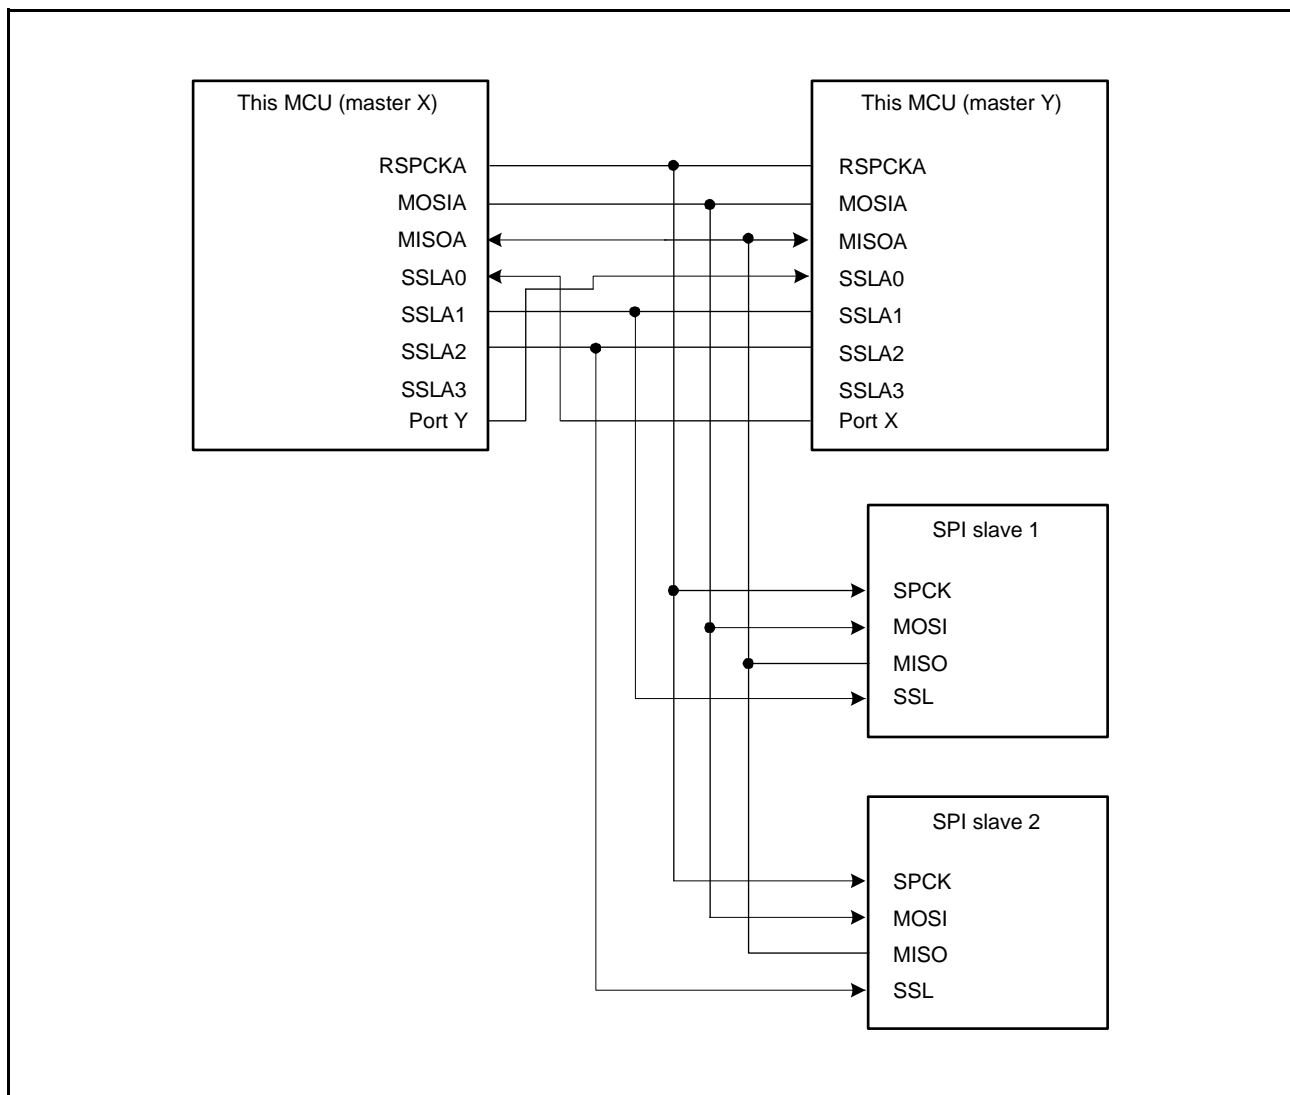 This MCU (master X)
RSPCKA
MOSIA
MISOA
SSLA0
SSLA1
SSLA2
SSLA3
Port Y
This MCU (master Y)
RSPCKA
MOSIA
MISOA
SSLA0
SSLA1
SSLA2
SSLA3
Port X
SPI slave 1
SPCK
MOSI
MISO
SSL
SPI slave 2
SPCK
MOSI
MISO
SSL